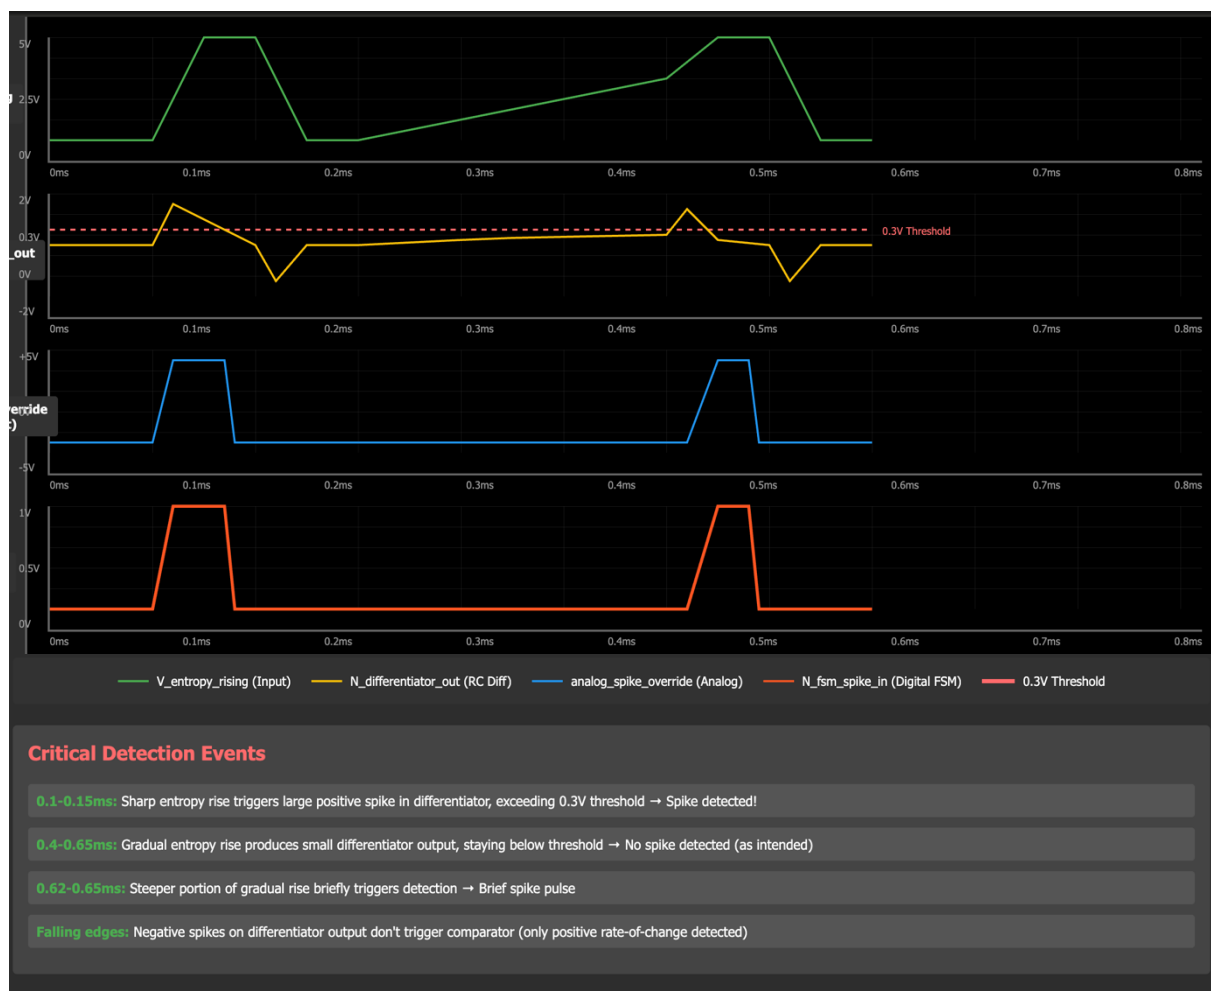 5V
g
2.5V
0V
0ms 0.1ms 0.2ms 0.3ms 0.4ms 0.5ms 0.6ms 0.7ms 0.8ms
2V
0.3V
0.3V Threshold
_out
0V
-2V
0ms 0.1ms 0.2ms 0.3ms 0.4ms 0.5ms 0.6ms 0.7ms 0.8ms
+5V
verride
-5V
0ms 0.1ms 0.2ms 0.3ms 0.4ms 0.5ms 0.6ms 0.7ms 0.8ms
1V
0.5V
0V
0ms 0.1ms 0.2ms 0.3ms 0.4ms 0.5ms 0.6ms 0.7ms 0.8ms
V_entropy_rising (Input) N_differentiator_out (RC Diff) analog_spike_override (Analog) N_fsm_spike_in (Digital FSM) 0.3V Threshold
Critical Detection Events
0.1-0.15ms: Sharp entropy rise triggers large positive spike in differentiator, exceeding 0.3V threshold → Spike detected!
0.4-0.65ms: Gradual entropy rise produces small differentiator output, staying below threshold → No spike detected (as intended)
0.62-0.65ms: Steeper portion of gradual rise briefly triggers detection → Brief spike pulse
Falling edges: Negative spikes on differentiator output don't trigger comparator (only positive rate-of-change detected)